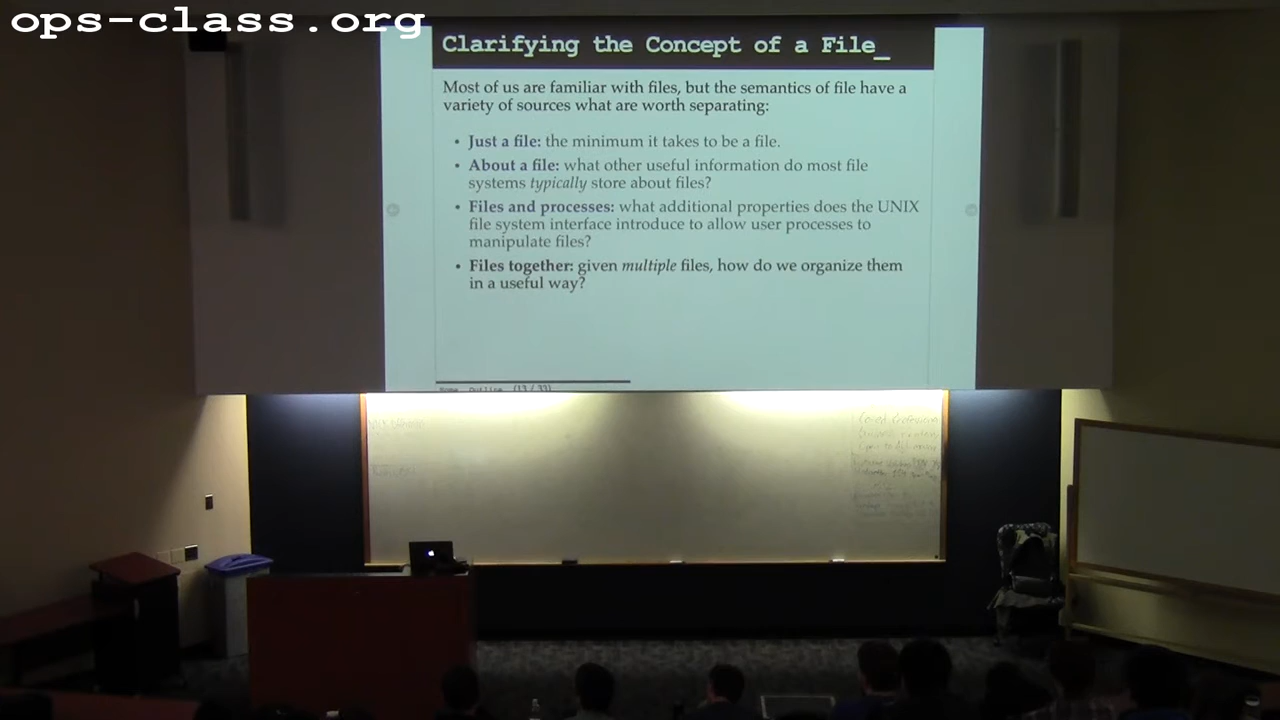 ops-class.org
Clarifying the Concept of a File_
Most of us are familiar with files, but the semantics of file have a
variety of sources what are worth separating:
• Just a file: the minimum it takes to be a file.
• About a file: what other useful information do most file
systems typically store about files?
• Files and processes: what additional properties does the UNIX
file system interface introduce to allow user processes to
manipulate files?
• Files together: given multiple files, how do we organize them
in a useful way?